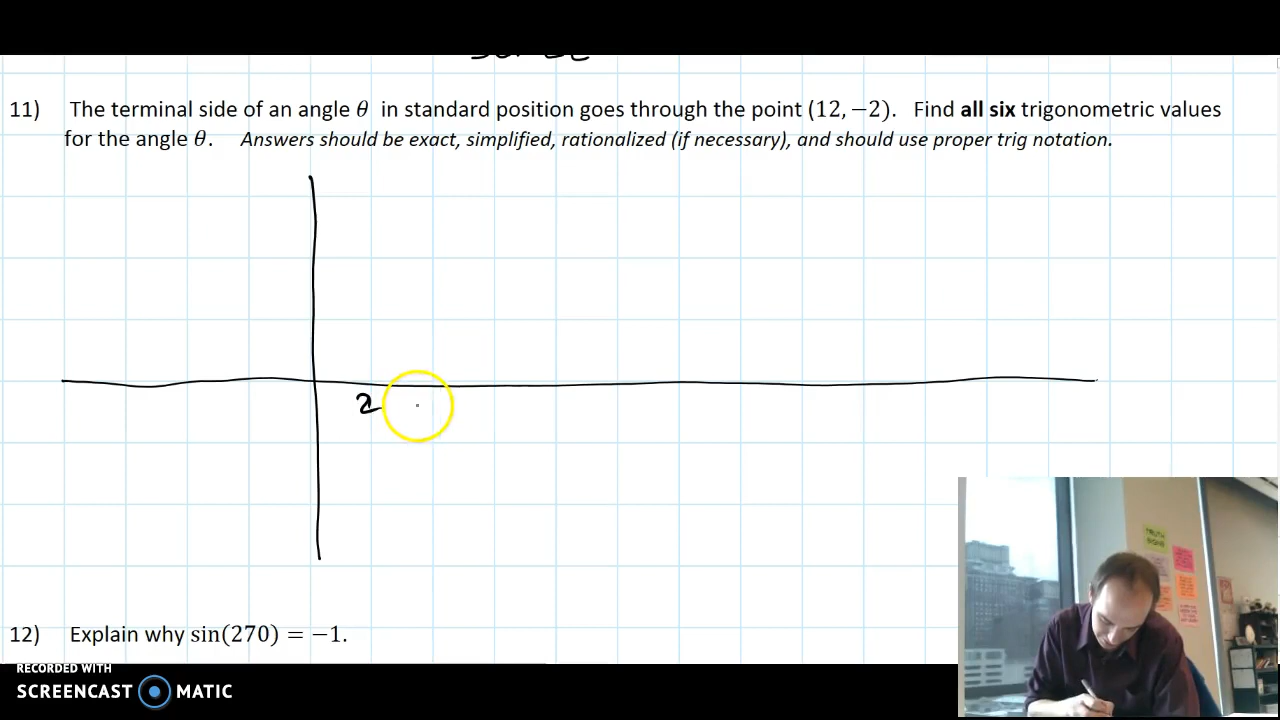 11) The terminal side of an angle θ in standard position goes through the point (12, −2). Find all six trigonometric values
for the angle θ. Answers should be exact, simplified, rationalized (if necessary), and should use proper trig notation.
2
12) Explain why sin(270) = −1.
RECORDED WITH
SCREENCAST MATIC